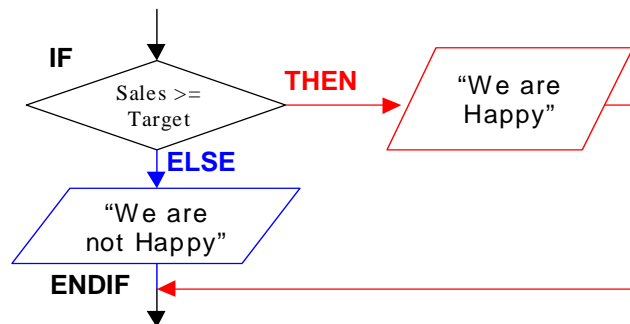 IF
Sales >=
Target
THEN
“We are
Happy”
ELSE
“We are
not Happy”
ENDIF